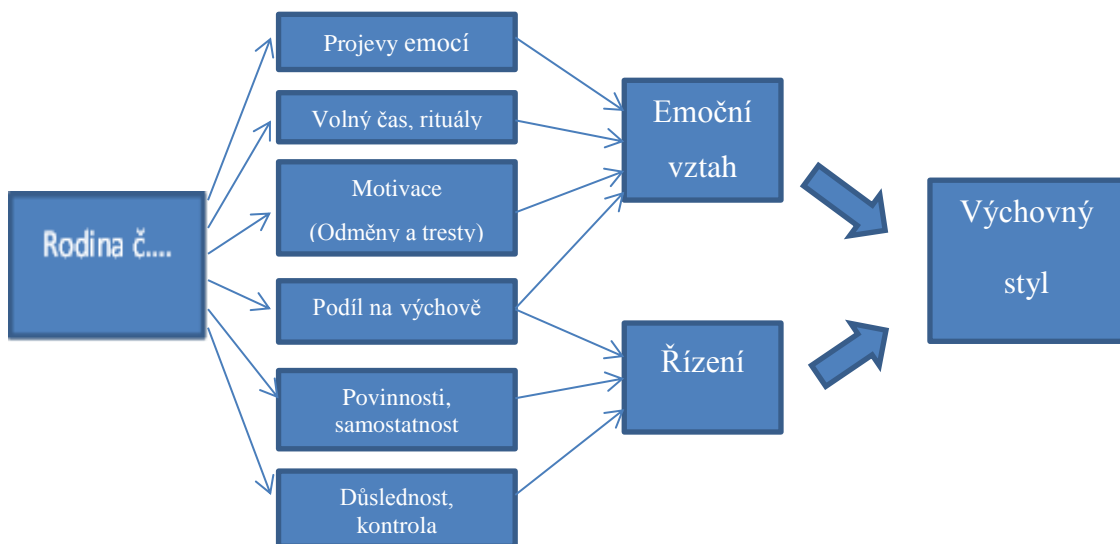 Rodina č....
Projevy emocí
Volný čas, rituály
Motivace
(Odměny a tresty)
Podíl na výchově
Povinnosti,
samostatnost
Důslednost,
kontrola
Emoční
vztah
Řízení
Výchovný
styl